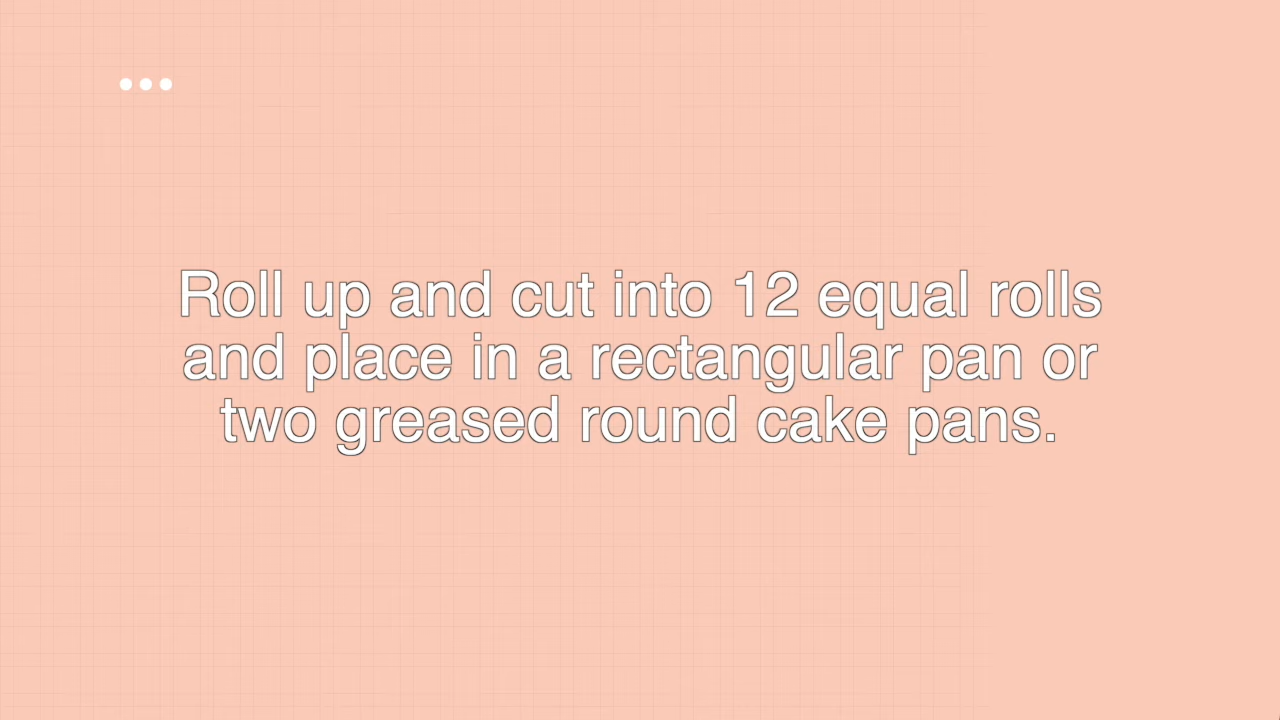 Roll up and cut into 12 equal rolls
and place in a rectangular pan or
two greased round cake pans.